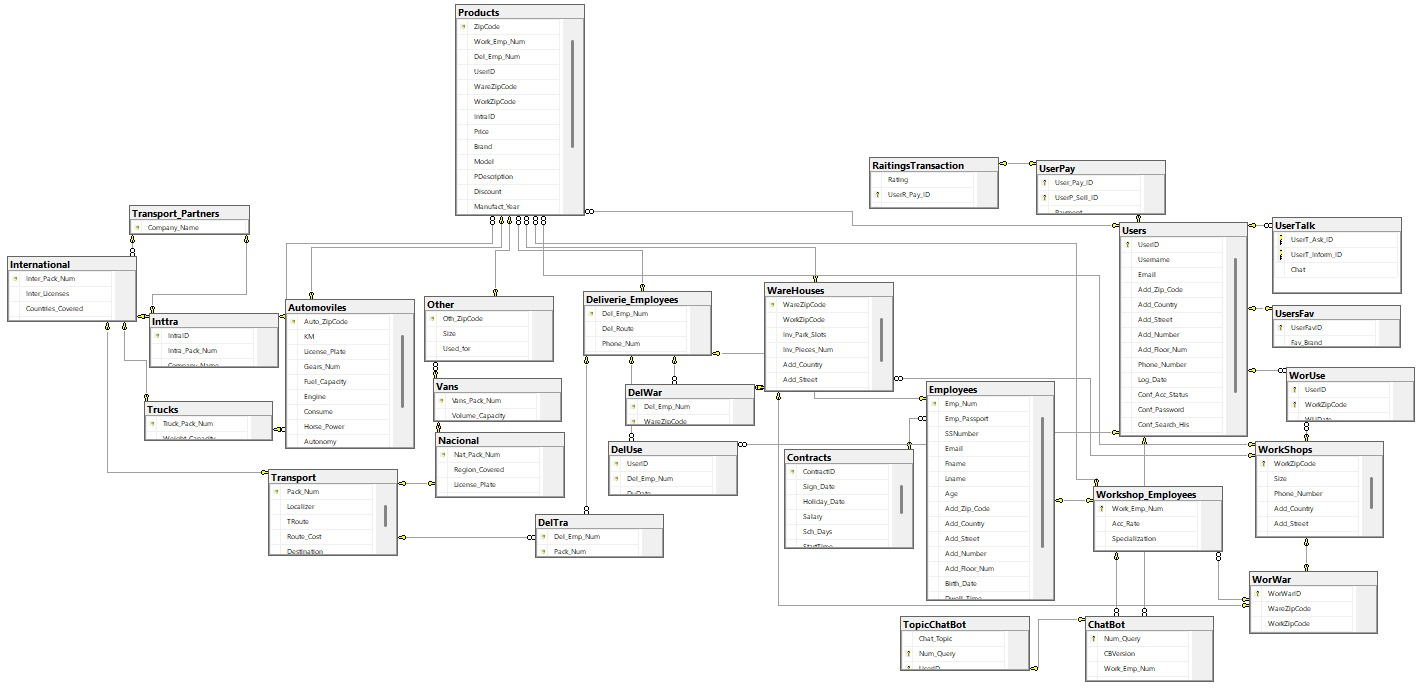 Products
ZipCode
Work_Emp_Num
Del_Emp_Num
UserID
WareZipCode
WorkZipCode
IntraID
Price
Brand
Model
PDescription
Discount
Manufact_Year
RaitingsTransaction
Rating
UserR_Pay_ID
UserPay
User_Pay_ID
UserP_Sell_ID
Payment
Transport_Partners
Company_Name
Users
UserID
Username
Email
Add_Zip_Code
Add_Country
Add_Street
Add_Number
Add_Floor_Num
Phone_Number
Log_Date
Conf_Acc_Status
Conf_Password
Conf_Search_His
UserTalk
UserT_Ask_ID
UserT_Inform_ID
Chat
International
Inter_Pack_Num
Inter_Licenses
Countries_Covered
Inttra
IntraID
Intra_Pack_Num
Company_Name
Automoviles
Auto_ZipCode
KM
License_Plate
Gears_Num
Fuel_Capacity
Engine
Consume
Horse_Power
Autonomy
Other
Oth_ZipCode
Size
Used_for
Deliverie_Employees
Del_Emp_Num
Del_Route
Phone_Num
WareHouses
WareZipCode
WorkZipCode
Inv_Park_Slots
Inv_Pieces_Num
Add_Country
Add_Street
UsersFav
UserFavID
Fav_Brand
WorUse
UserID
WorkZipCode
WUDate
Vans
Vans_Pack_Num
Volume_Capacity
DelWar
Del_Emp_Num
WareZipCode
Employees
Emp_Num
Emp_Passport
SSNumber
Email
Fname
Lname
Age
Add_Zip_Code
Add_Country
Add_Street
Add_Number
Add_Floor_Num
Birth_Date
Dwell_Time
Trucks
Truck_Pack_Num
Weight_Capacity
Nacional
Nat_Pack_Num
Region_Covered
License_Plate
DelUse
UserID
Del_Emp_Num
DuDate
Contracts
ContractID
Sign_Date
Holiday_Date
Salary
Sch_Days
StartTime
WorkShops
WorkZipCode
Size
Phone_Number
Add_Country
Add_Street
Transport
Pack_Num
Localizer
TRoute
Route_Cost
Destination
Workshop_Employees
Work_Emp_Num
Acc_Rate
Specialization
DelTra
Del_Emp_Num
Pack_Num
WorWar
WorWarID
WareZipCode
WorkZipCode
TopicChatBot
Chat_Topic
Num_Query
UserID
ChatBot
Num_Query
CBVersion
Work_Emp_Num